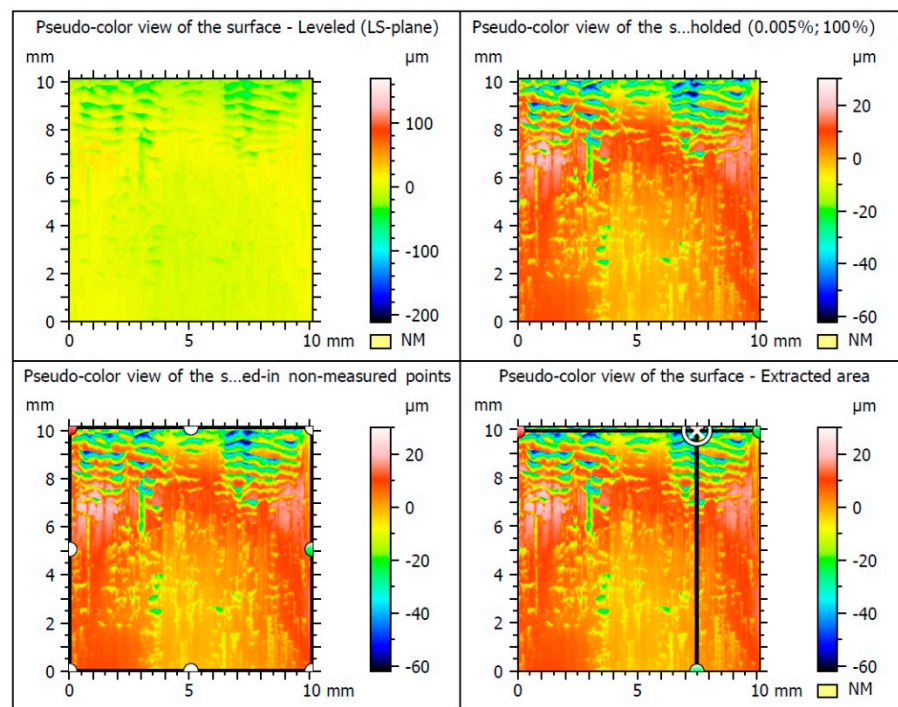 Pseudo-color view of the surface - Leveled (LS-plane)
mm
µm
10
8
6
4
2
0
0
5
10 mm
100
0
-100
-200
NM
Pseudo-color view of the s...holded (0.005%; 100%)
mm
µm
10
8
6
4
2
0
0
5
10 mm
20
0
-20
-40
-60
NM
Pseudo-color view of the s...ed-in non-measured points
mm
µm
10
8
6
4
2
0
0
5
10 mm
20
0
-20
-40
-60
Pseudo-color view of the surface - Extracted area
mm
µm
10
8
6
4
2
0
0
5
10 mm
20
0
-20
-40
-60
NM